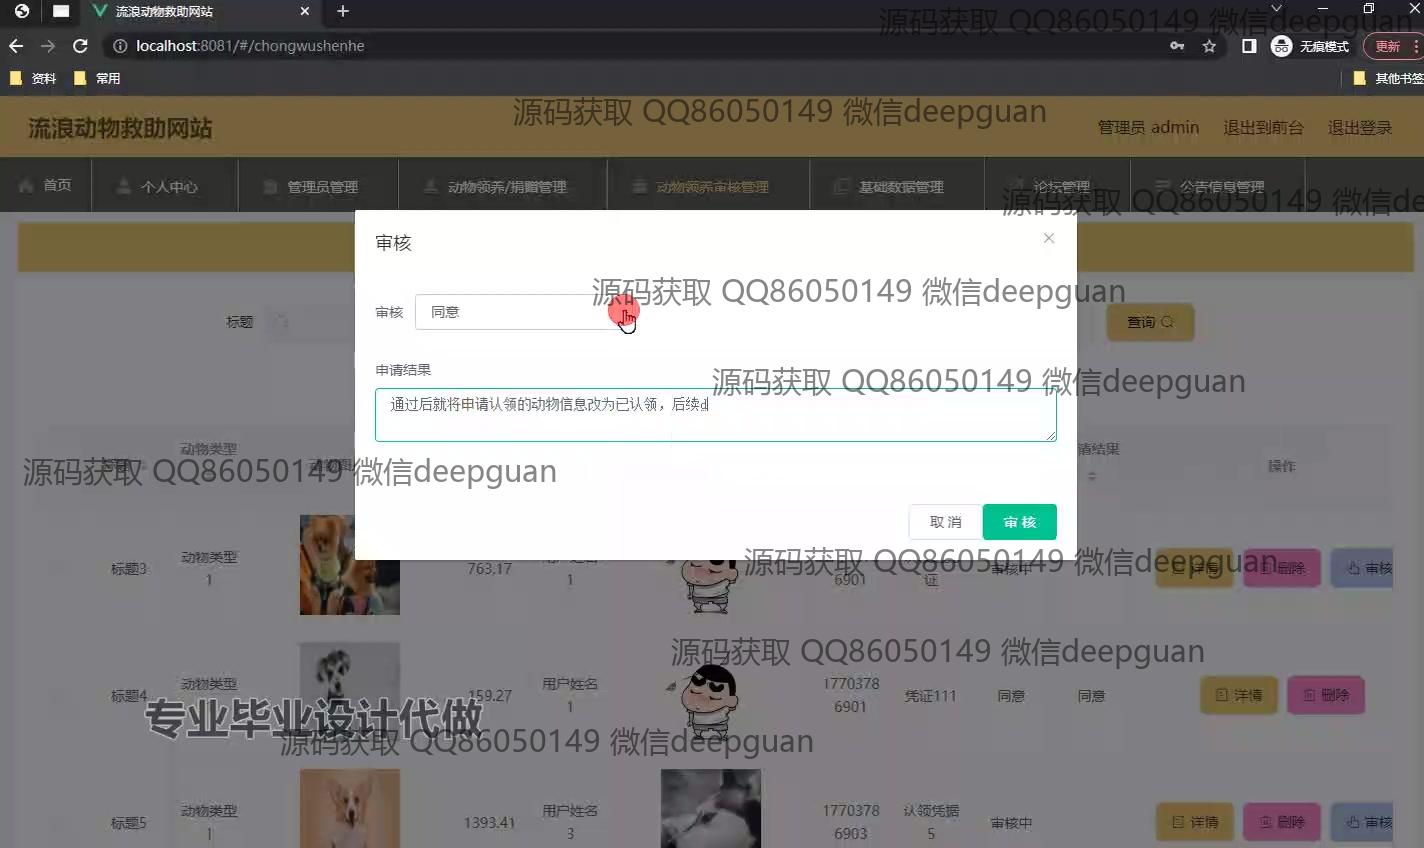 流浪动物救助网站
localhost:8081/#/chongwushenhe
无痕模式
更新
资料
常用
其他书签
源码获取 QQ86050149 微信deepguan
流浪动物救助网站
源码获取 QQ86050149 微信deepguan
管理员 admin
退出到前台
退出登录
首页
个人中心
管理员管理
动物领养/捐赠管理
动物领养审核管理
基础数据管理
论坛管理
公告信息管理
源码获取 QQ86050149 微信de
审核
源码获取 QQ86050149 微信deepguan
审核
同意
标题
查询
申请结果
源码获取 QQ86050149 微信deepguan
通过后就将申请认领的动物信息改为已认领，后续d
动物类型
请结果
操作
源码获取 QQ86050149 微信deepguan
取消
审核
源码获取 QQ86050149 微信deepguan
标题3
动物类型
1
763.17
1
6901
证
审核中
详情
删除
审核
源码获取 QQ86050149 微信deepguan
标题4
动物类型
159.27
用户姓名
1
1770378
6901
凭证111
同意
同意
详情
删除
专业毕业设计代做
源码获取 QQ86050149 微信deepguan
标题5
动物类型
1
1393.41
用户姓名
3
1770378
6903
认领凭据
5
审核中
详情
删除
审核